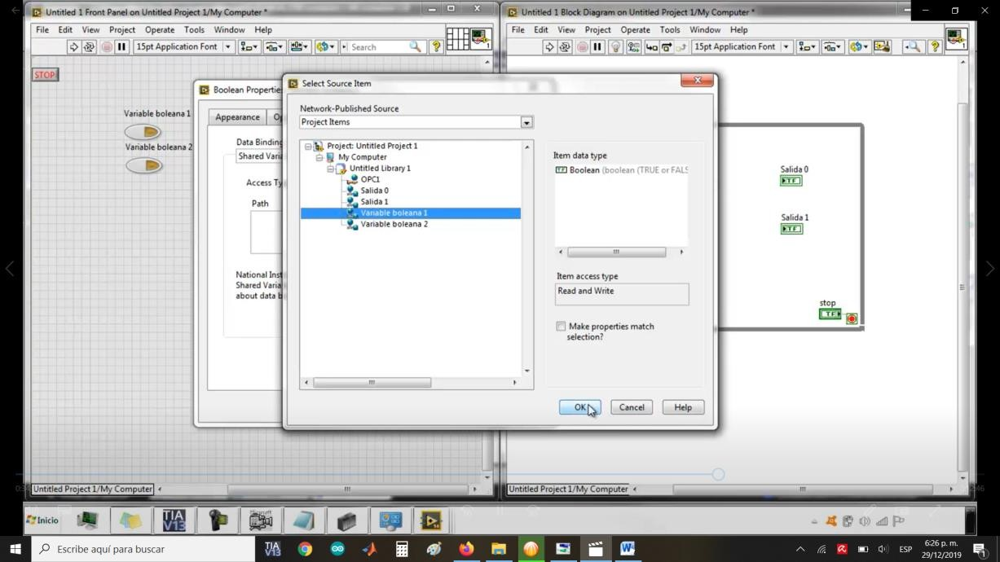 Untitled 1 Front Panel on Untitled Project 1/My Computer *
File Edit View Project Operate Tools Window Help
15pt Application Font
Search
STOP
Variable boleana 1
Variable boleana 2
Boolean Propertie
Appearance
Data Binding
Shared Varia
Access Ty
Path
National Inst
Shared Varia
about data b
Untitled Project 1/My Computer
Select Source Item
Network-Published Source
Project Items
Project: Untitled Project 1
My Computer
Untitled Library 1
OPC1
Salida 0
Salida 1
Variable boleana 1
Variable boleana 2
Item data type
TF Boolean (boolean (TRUE or FALS
Item access type
Read and Write
Make properties match
selection?
OK Cancel Help
Untitled 1 Block Diagram on Untitled Project 1/My Computer *
File Edit View Project Operate Tools Window Help
15pt Application Font
Salida 0
TF
Salida 1
TF
stop
TF
Untitled Project 1/My Computer
Inicio
TIA
V13
Escribe aquí para buscar
TIA
V13
ESP
6:26 p. m.
29/12/2019